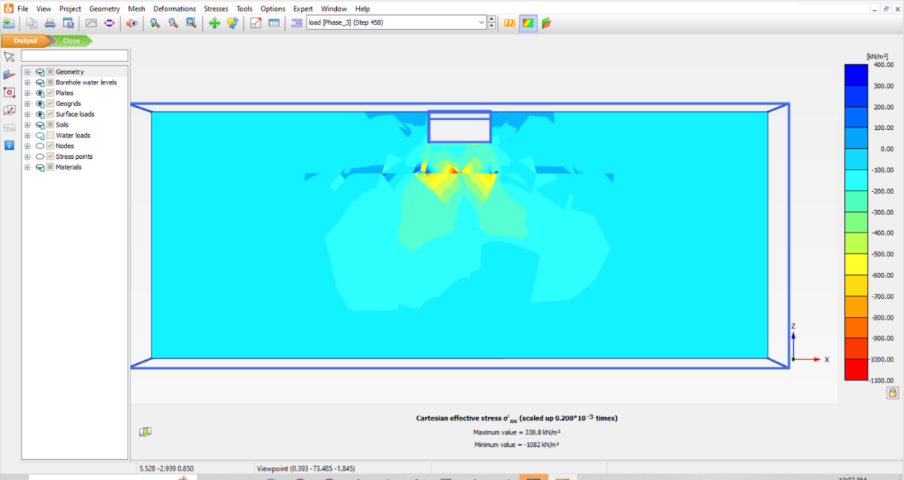 File View Project Geometry Mesh Deformations Stresses Tools Options Expert Window Help
load [Phase_3] (Step 458)
Output Close
Geometry
Borehole water levels
Plates
Geogrids
Surface loads
Soils
Water loads
Nodes
Stress points
Materials
[kN/m²]
400.00
300.00
200.00
100.00
0.00
-100.00
-200.00
-300.00
-400.00
-500.00
-600.00
-700.00
-800.00
-900.00
-1000.00
-1100.00
Z
X
Cartesian effective stress σ'xx (scaled up 0.200*10⁻³ times)
Maximum value = 338.8 kN/m²
Minimum value = -1082 kN/m²
5.528 -2.939 0.850
Viewpoint (0.393 -73.485 -1.845)